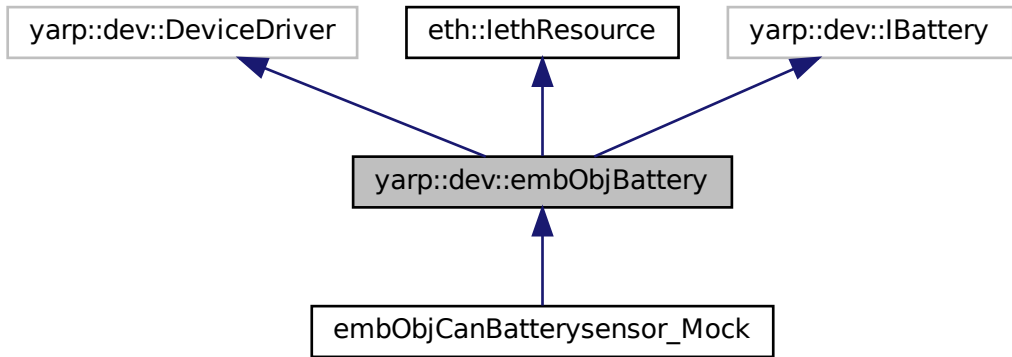 yarp::dev::DeviceDriver
eth::IethResource
yarp::dev::IBattery
yarp::dev::embObjBattery
embObjCanBatterysensor_Mock